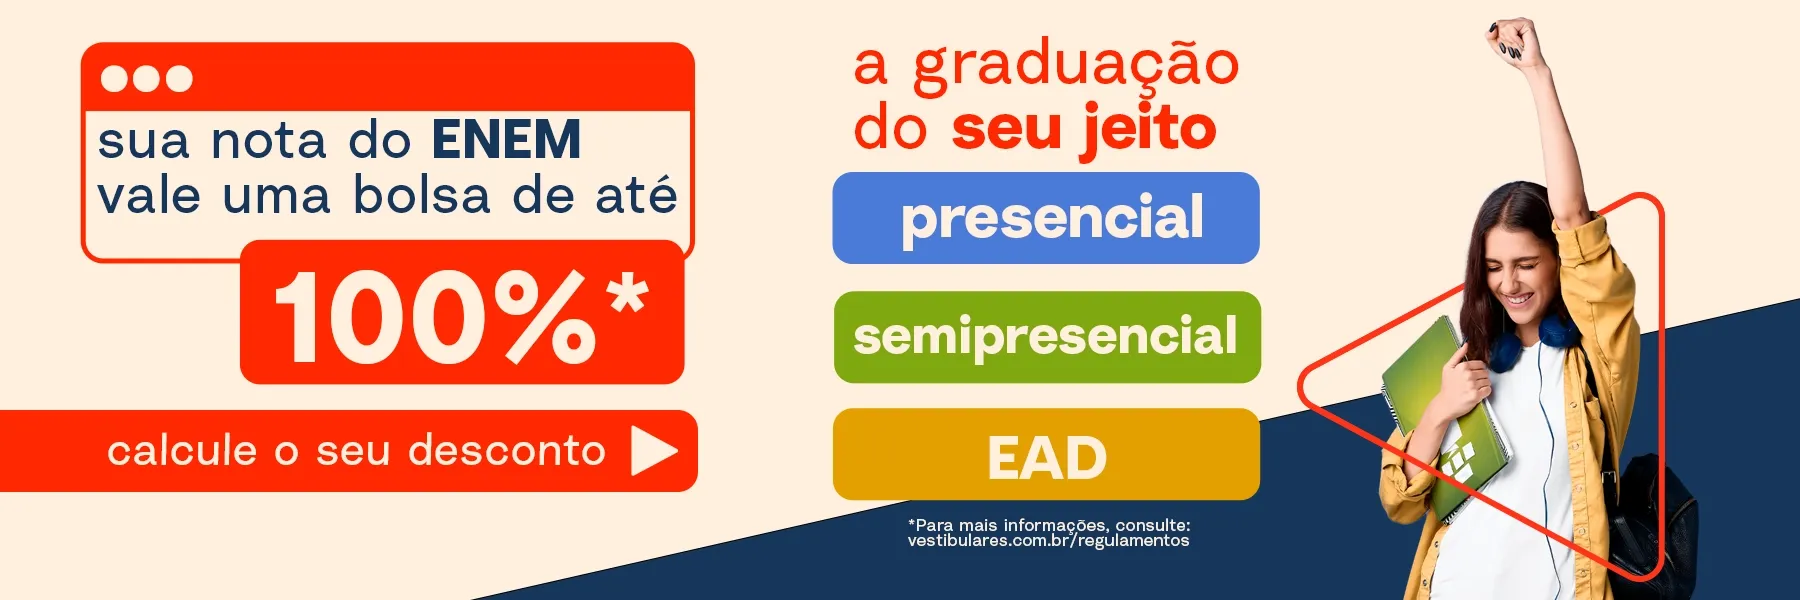 sua nota do ENEM
vale uma bolsa de até
100%*
calcule o seu desconto
a graduação
do seu jeito
presencial
semipresencial
EAD
*Para mais informações, consulte:
vestibulares.com.br/regulamentos